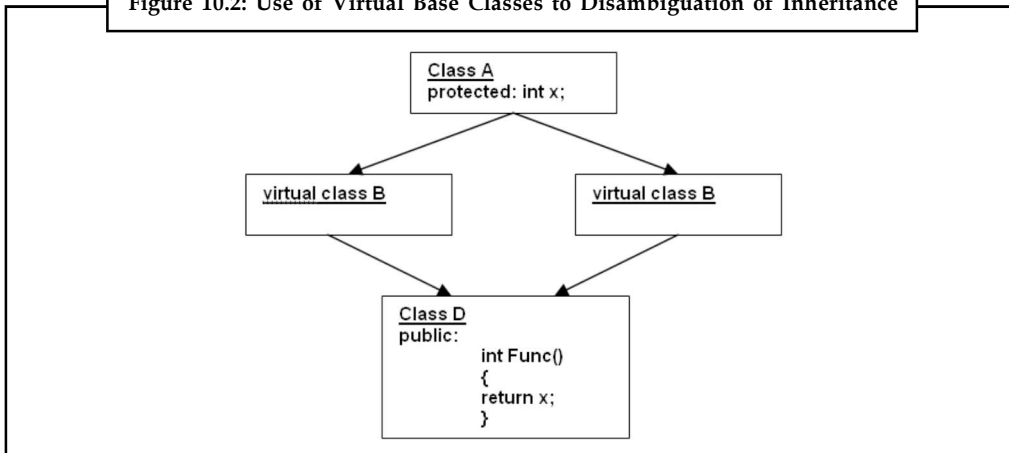 Figure 10.2: Use of Virtual Base Classes to Disambiguation of Inheritance
Class A
protected: int x;
virtual class B
virtual class B
Class D
public:
int Func()
{
return x;
}